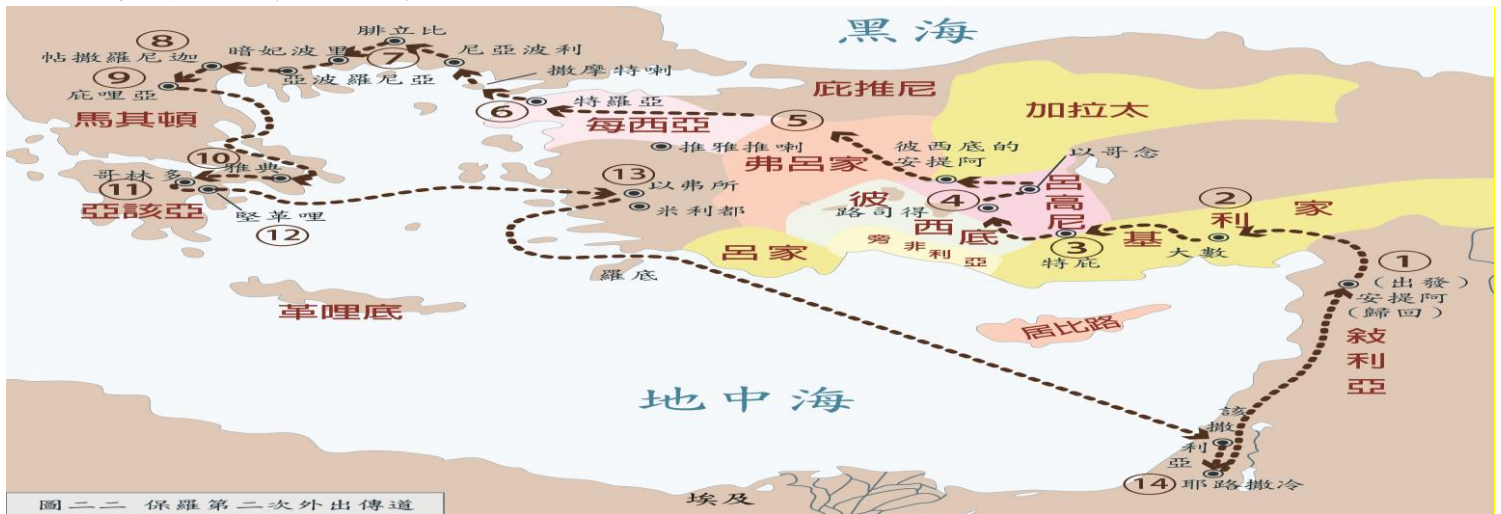 黑海
腓立比
⑧
暗妃波里
⑦
尼亞波利
帖撒羅尼迦
⑨
亞波羅尼亞
撒摩特喇
庇哩亞
馬其頓
⑥
特羅亞
庇推尼
加拉太
每西亞
⑤
推雅推喇
弗呂家
彼西底的
安提阿
以哥念
⑩
雅典
哥林多
⑪
亞該亞
堅革哩
⑫
⑬
以弗所
米利都
彼西底
路司得
④
呂高尼
②
基利家
③
特庇
大數
旁非利亞
呂家
羅底
①
(出發)
安提阿
(歸回)
敍利亞
革哩底
居比路
地中海
該撒利亞
⑭
耶路撒冷
埃及
圖二二 保羅第二次外出傳道